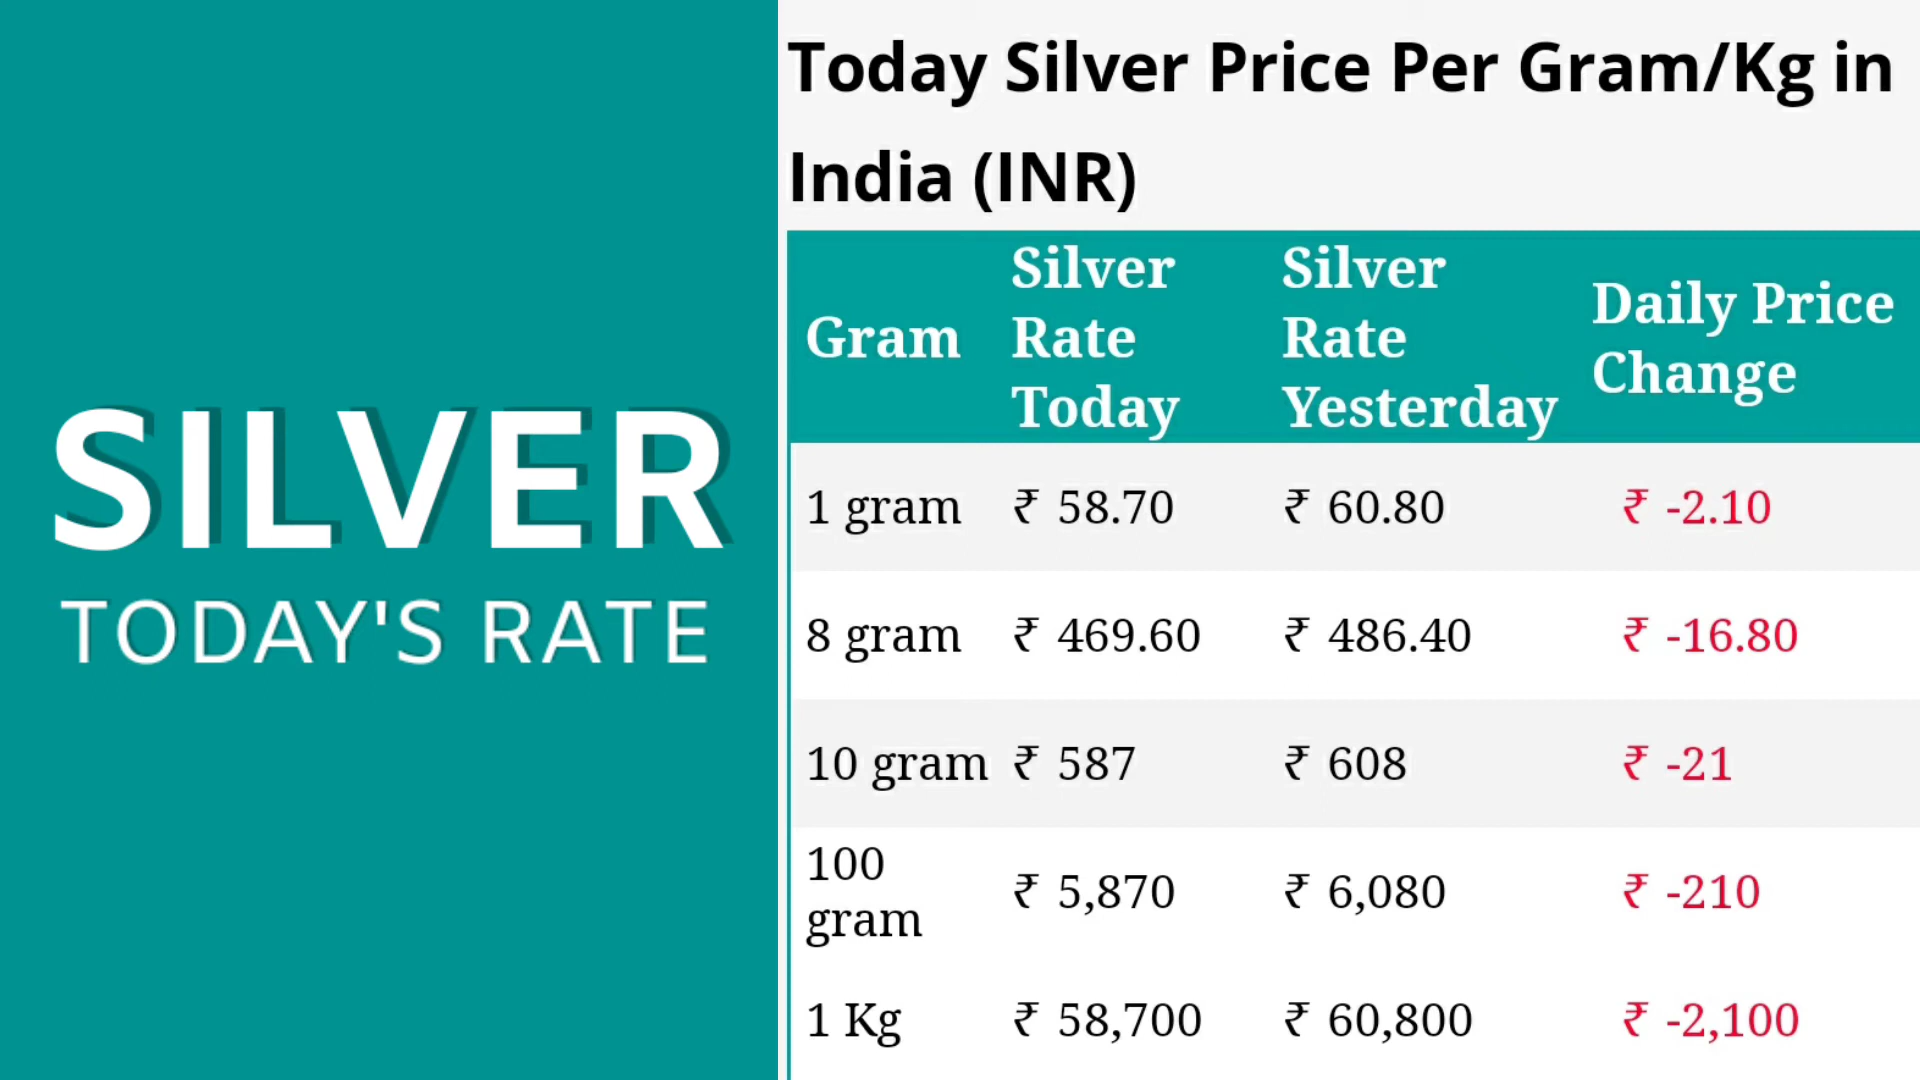 SILVER
TODAY'S RATE
Today Silver Price Per Gram/Kg in
India (INR)
Gram
Silver
Rate
Today
Silver
Rate
Yesterday
Daily Price
Change
1 gram ₹ 58.70 ₹ 60.80 ₹ -2.10
8 gram ₹ 469.60 ₹ 486.40 ₹ -16.80
10 gram ₹ 587 ₹ 608 ₹ -21
100
gram
₹ 5,870 ₹ 6,080 ₹ -210
1 Kg ₹ 58,700 ₹ 60,800 ₹ -2,100